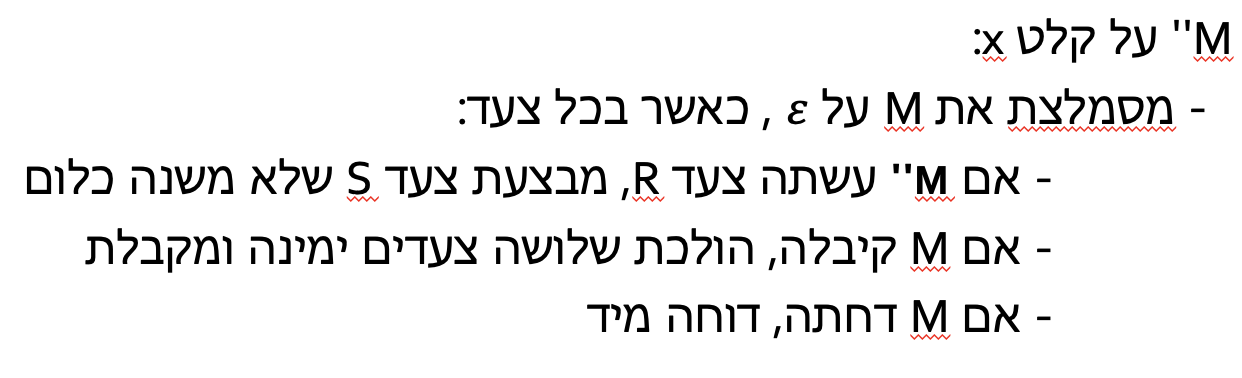 M'' על קלט x:
- מסמלצת את M על ε , כאשר בכל צעד:
- אם M'' עשתה צעד R, מבצעת צעד S שלא משנה כלום
- אם M קיבלה, הולכת שלושה צעדים ימינה ומקבלת
- אם M דחתה, דוחה מיד